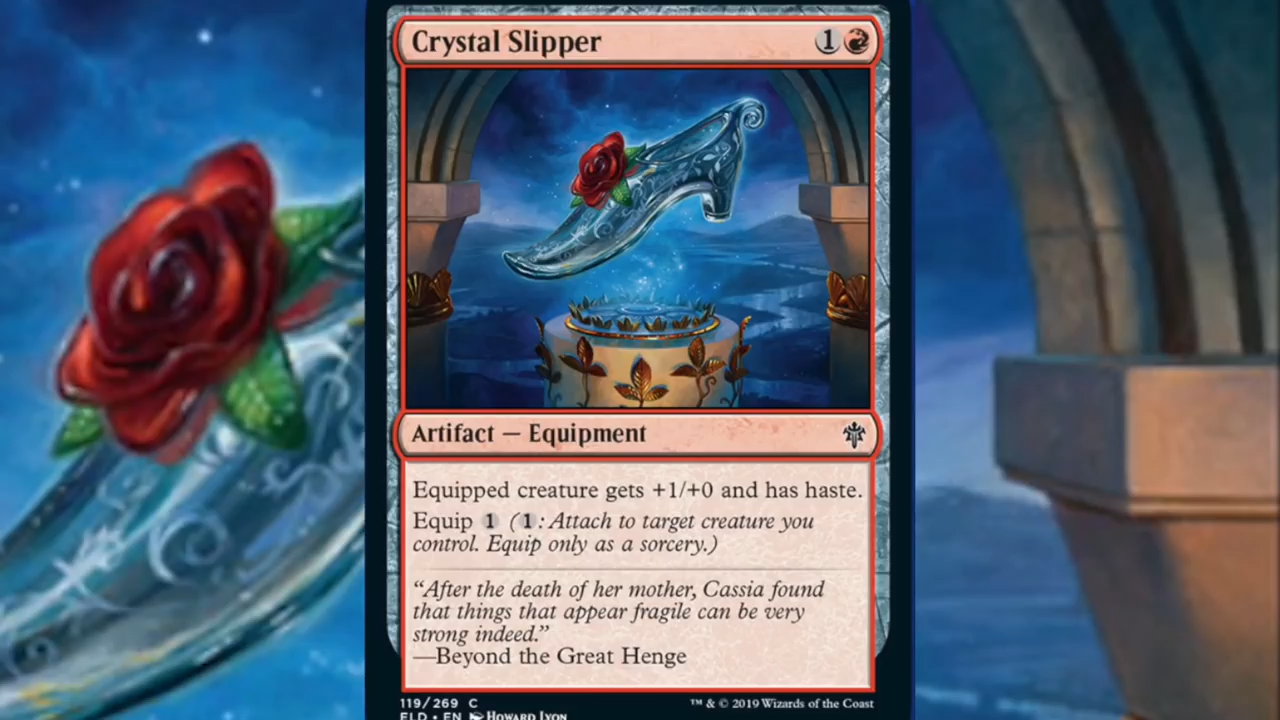 Crystal Slipper 1
Artifact — Equipment
Equipped creature gets +1/+0 and has haste.
Equip 1 (1: Attach to target creature you
control. Equip only as a sorcery.)
“After the death of her mother, Cassia found
that things that appear fragile can be very
strong indeed.”
—Beyond the Great Henge
119/269 C
™ & © 2019 Wizards of the Coast
ELD • EN Howard Lyon